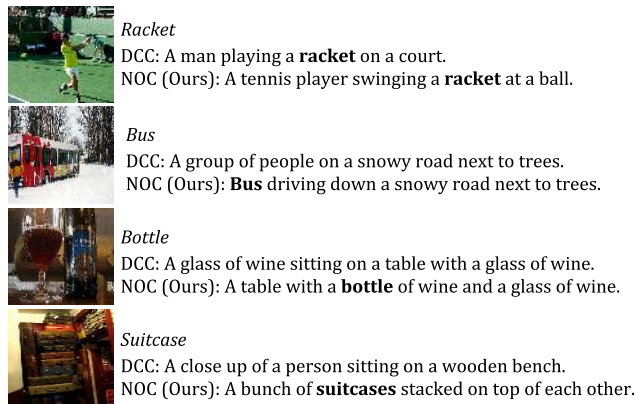 Racket
DCC: A man playing a racket on a court.
NOC (Ours): A tennis player swinging a racket at a ball.
Bus
DCC: A group of people on a snowy road next to trees.
NOC (Ours): Bus driving down a snowy road next to trees.
Bottle
DCC: A glass of wine sitting on a table with a glass of wine.
NOC (Ours): A table with a bottle of wine and a glass of wine.
Suitcase
DCC: A close up of a person sitting on a wooden bench.
NOC (Ours): A bunch of suitcases stacked on top of each other.